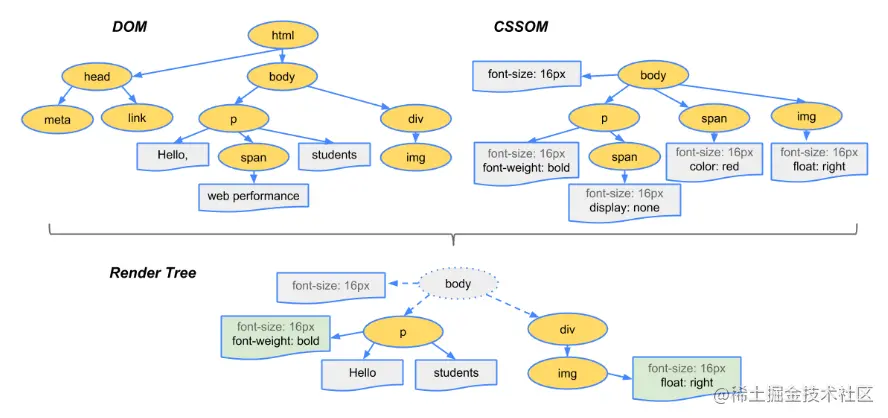 DOM
html
head
body
meta
link
p
div
Hello,
span
students
img
web performance
CSSOM
font-size: 16px
body
p
span
img
font-size: 16px
font-weight: bold
span
font-size: 16px
color: red
font-size: 16px
float: right
font-size: 16px
display: none
Render Tree
font-size: 16px
body
font-size: 16px
font-weight: bold
p
div
Hello
students
img
font-size: 16px
float: right
@稀土掘金技术社区